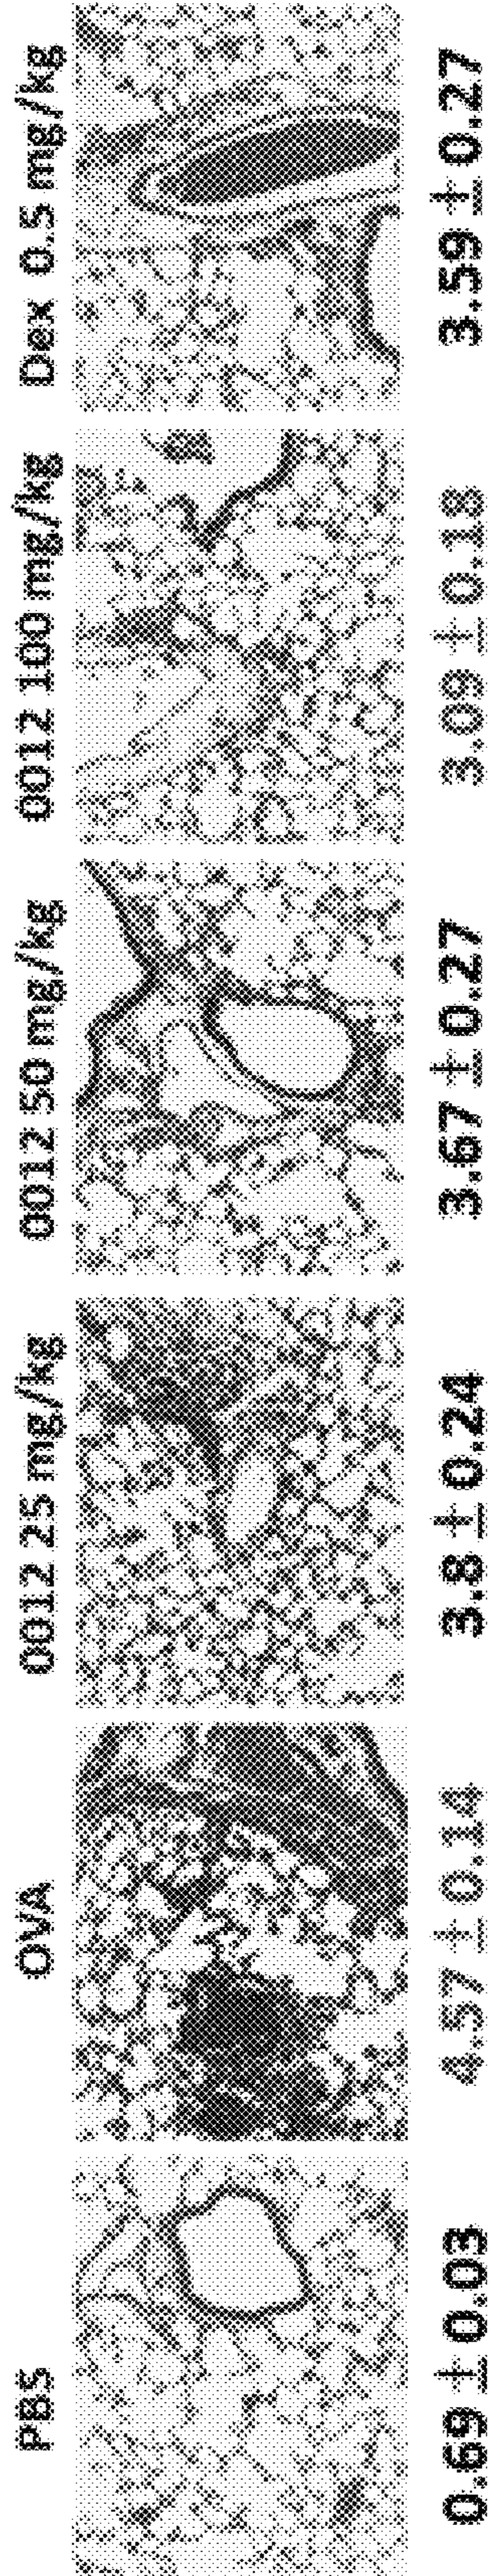 PBS
OVA
0012 25 mg/kg
0012 50 mg/kg
0012 100 mg/kg
Dex 0.5 mg/kg
0.69 ± 0.03
4.57 ± 0.14
3.8 ± 0.24
3.67 ± 0.27
3.09 ± 0.18
3.59 ± 0.27